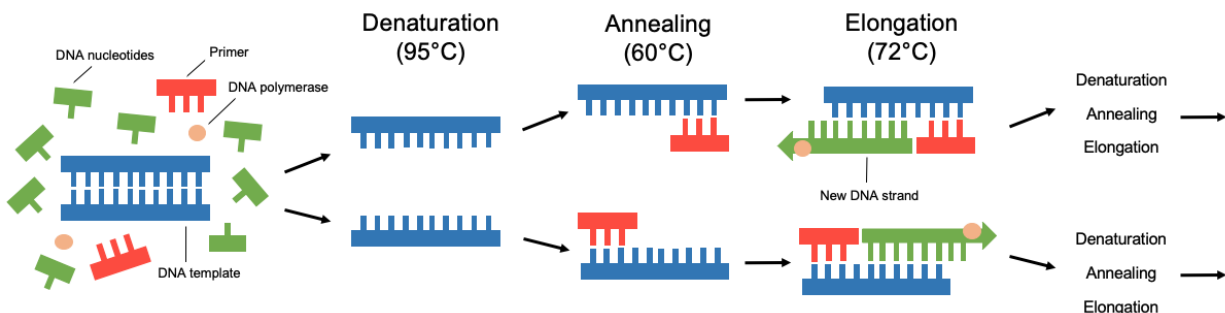 Denaturation
(95°C)
Annealing
(60°C)
Elongation
(72°C)
DNA nucleotides
Primer
DNA polymerase
DNA template
New DNA strand
Denaturation
Annealing
Elongation
Denaturation
Annealing
Elongation